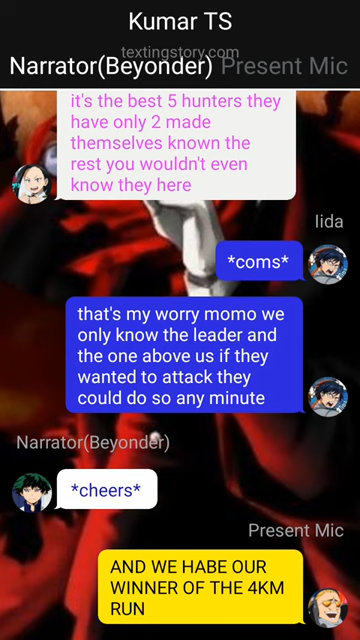 Kumar TS
textingstory.com
Narrator(Beyonder) Present Mic
it's the best 5 hunters they
have only 2 made
themselves known the
rest you wouldn't even
know they here
Iida
*coms*
that's my worry momo we
only know the leader and
the one above us if they
wanted to attack they
could do so any minute
Narrator(Beyonder)
*cheers*
Present Mic
AND WE HABE OUR
WINNER OF THE 4KM
RUN